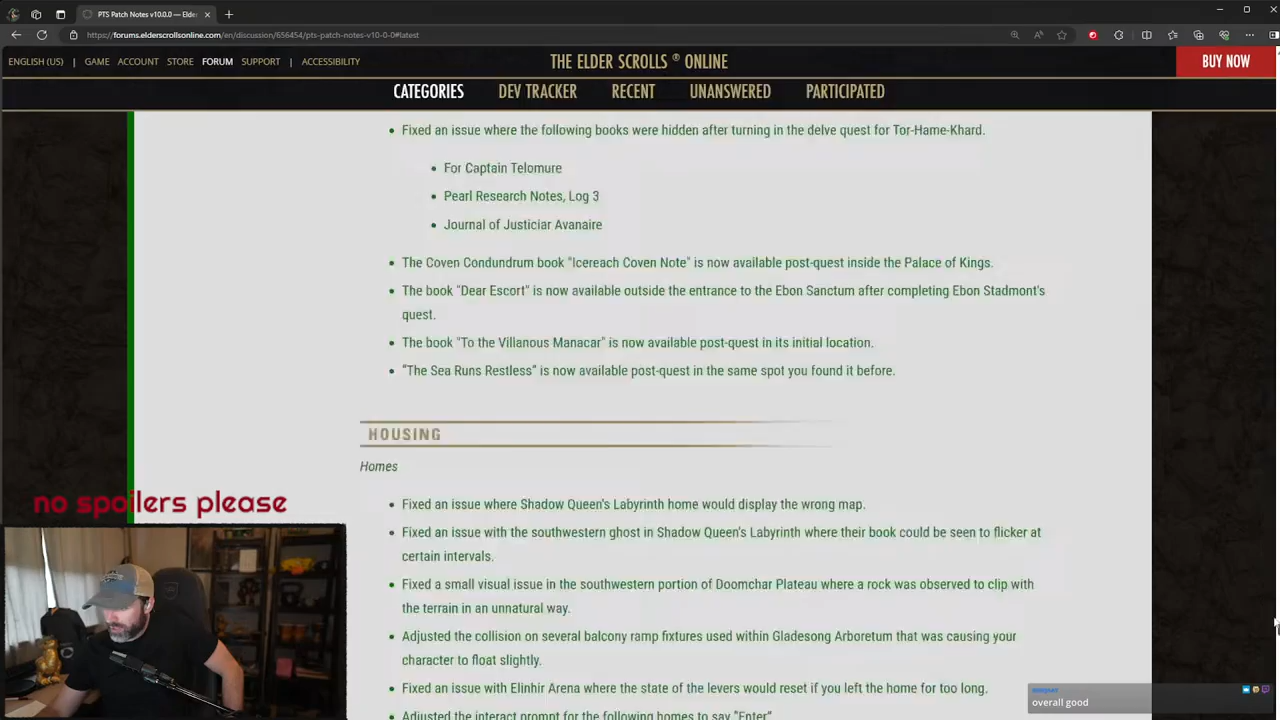 PTS Patch Notes v10.0.0 — Elder
https://forums.elderscrollsonline.com/en/discussion/656454/pts-patch-notes-v10-0-0#latest
ENGLISH (US) | GAME ACCOUNT STORE FORUM SUPPORT | ACCESSIBILITY
THE ELDER SCROLLS ® ONLINE
BUY NOW
CATEGORIES DEV TRACKER RECENT UNANSWERED PARTICIPATED
Fixed an issue where the following books were hidden after turning in the delve quest for Tor-Hame-Khard.
For Captain Telomure
Pearl Research Notes, Log 3
Journal of Justiciar Avanaire
The Coven Condundrum book "Icereach Coven Note" is now available post-quest inside the Palace of Kings.
The book "Dear Escort" is now available outside the entrance to the Ebon Sanctum after completing Ebon Stadmont's
quest.
The book "To the Villanous Manacar" is now available post-quest in its initial location.
“The Sea Runs Restless” is now available post-quest in the same spot you found it before.
HOUSING
Homes
Fixed an issue where Shadow Queen's Labyrinth home would display the wrong map.
Fixed an issue with the southwestern ghost in Shadow Queen's Labyrinth where their book could be seen to flicker at
certain intervals.
Fixed a small visual issue in the southwestern portion of Doomchar Plateau where a rock was observed to clip with
the terrain in an unnatural way.
Adjusted the collision on several balcony ramp fixtures used within Gladesong Arboretum that was causing your
character to float slightly.
Fixed an issue with Elinhir Arena where the state of the levers would reset if you left the home for too long.
Adjusted the interact prompt for the following homes to say "Enter"
no spoilers please
overall good